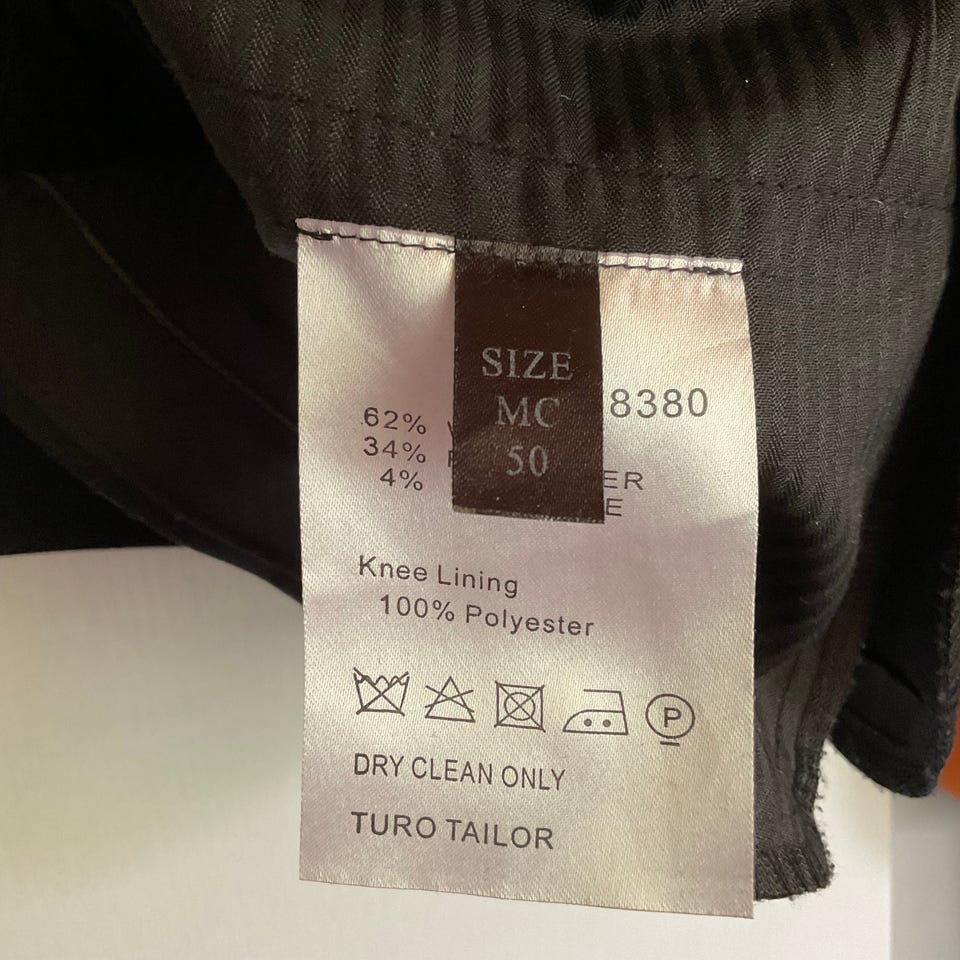 SIZE
MC
50
8380
62%
34%
ER
4%
E
Knee Lining
100% Polyester
P
DRY CLEAN ONLY
TURO TAILOR